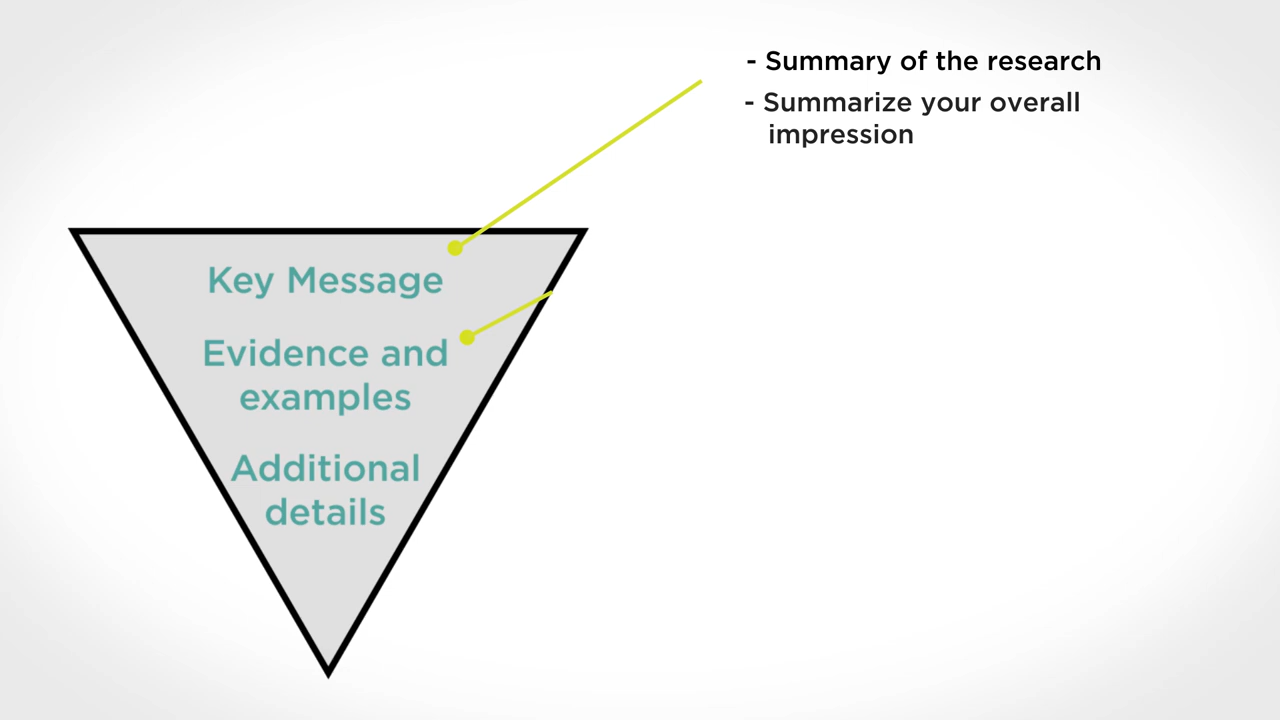 - Summary of the research
- Summarize your overall
impression
Key Message
Evidence and
examples
Additional
details